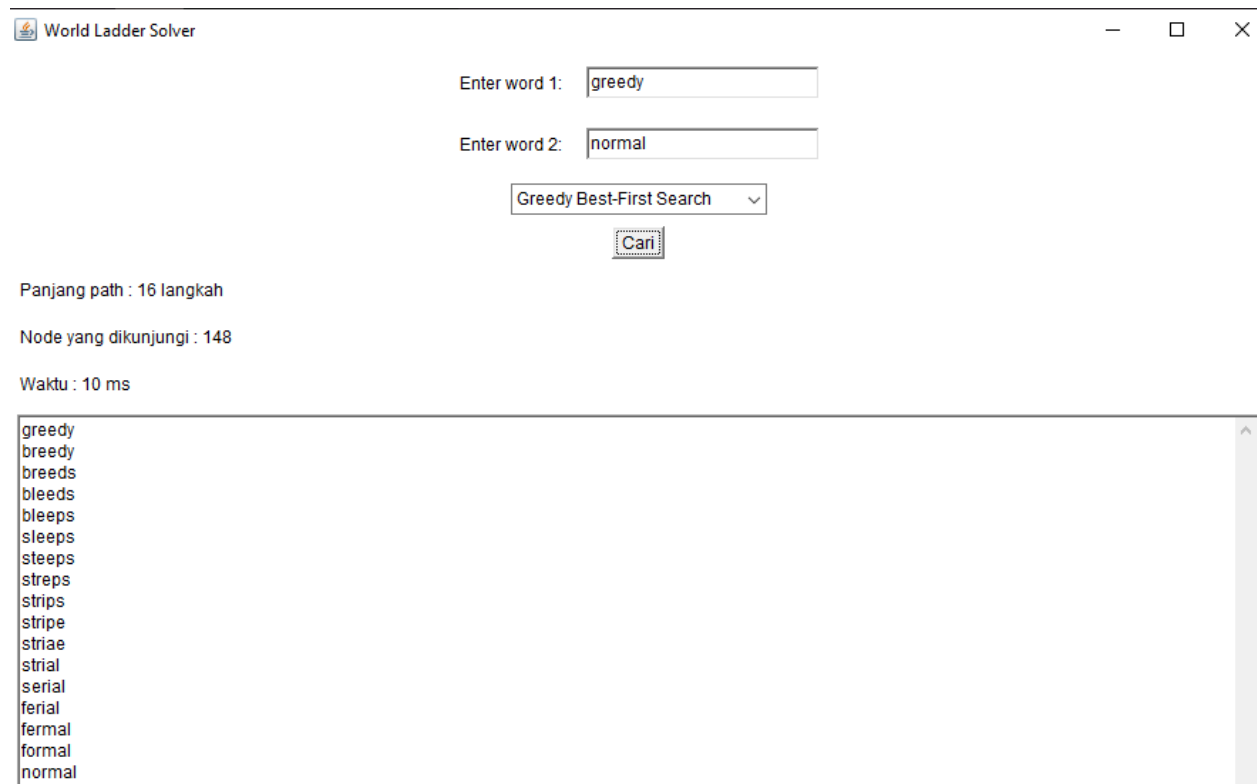 World Ladder Solver
Enter word 1: greedy
Enter word 2: normal
Greedy Best-First Search
Cari
Panjang path : 16 langkah
Node yang dikunjungi : 148
Waktu : 10 ms
greedy
breedy
breeds
bleeds
bleeps
sleeps
steeps
streps
strips
stripe
striae
strial
serial
ferial
fermal
formal
normal